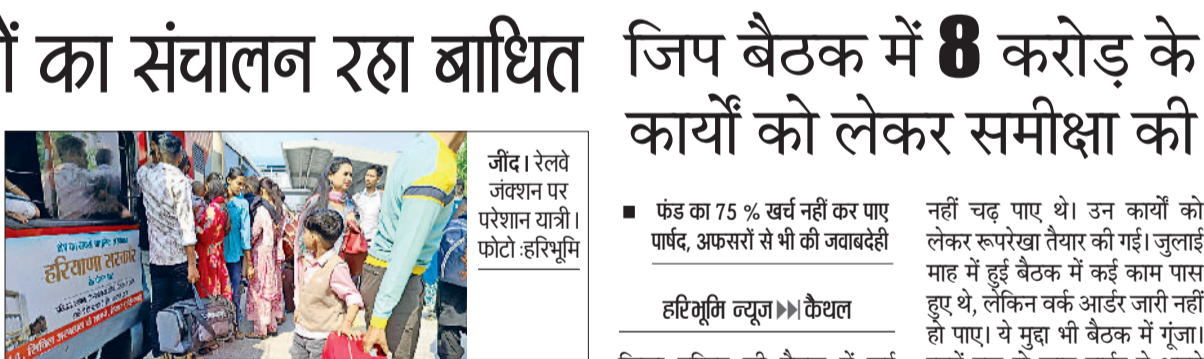 का संचालन रहा बाधित
जींद। रेलवे
जंक्शन पर
परेशान यात्री।
फोटो :हरिभूमि
हरियाणा सरकार
जिप बैठक में 8 करोड़ के
कार्यों को लेकर समीक्षा की
■ फंड का 75 % खर्च नहीं कर पाए
पार्षद, अफसरों से भी की जवाबदेही
हरिभूमि न्यूज ▶▶| कैथल
नहीं चढ़ पाए थे। उन कार्यों को
लेकर रूपरेखा तैयार की गई। जुलाई
माह में हुई बैठक में कई काम पास
हुए थे, लेकिन वर्क आर्डर जारी नहीं
हो पाए। ये मुद्दा भी बैठक में गूंजा।